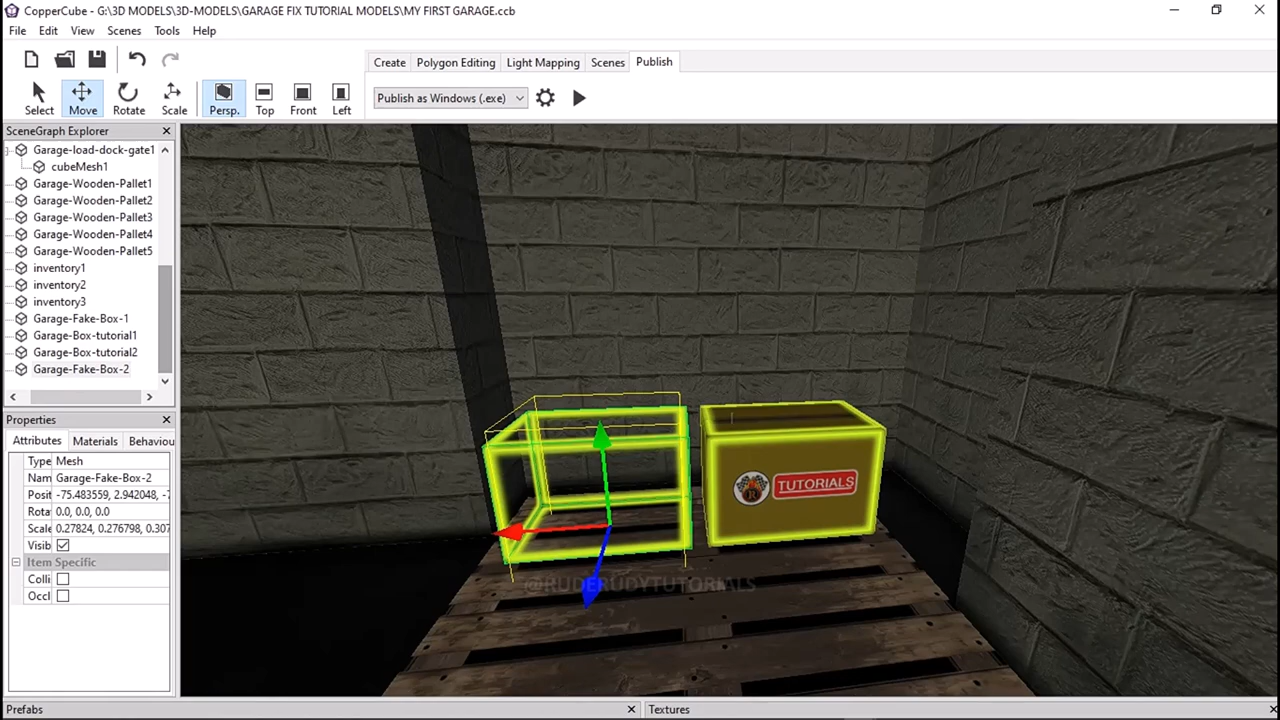 CopperCube - G:\3D MODELS\3D-MODELS\GARAGE FIX TUTORIAL MODELS\MY FIRST GARAGE.ccb
File Edit View Scenes Tools Help
Create Polygon Editing Light Mapping Scenes Publish
Select Move Rotate Scale Persp. Top Front Left
Publish as Windows (.exe)
SceneGraph Explorer
Garage-load-dock-gate1
cubeMesh1
Garage-Wooden-Pallet1
Garage-Wooden-Pallet2
Garage-Wooden-Pallet3
Garage-Wooden-Pallet4
Garage-Wooden-Pallet5
inventory1
inventory2
inventory3
Garage-Fake-Box-1
Garage-Box-tutorial1
Garage-Box-tutorial2
Garage-Fake-Box-2
Properties
Attributes Materials Behaviou
Type Mesh
Nam Garage-Fake-Box-2
Posit -75.483559, 2.942048, -7
Rota 0.0, 0.0, 0.0
Scale 0.27824, 0.276798, 0.307
Visib
Item Specific
Colli
Occl
R TUTORIALS
@RUDERUDYTUTORIALS
Prefabs
Textures